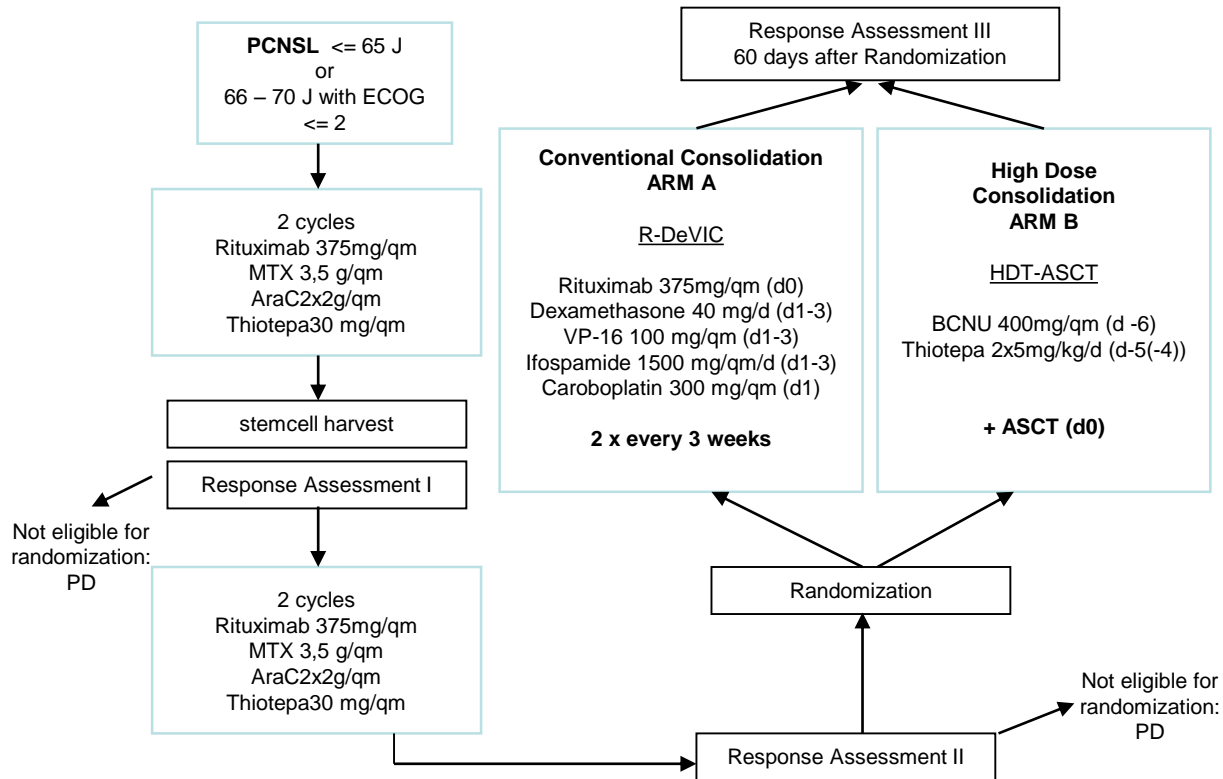 PCNSL <= 65 J
or
66 – 70 J with ECOG
<= 2
2 cycles
Rituximab 375mg/qm
MTX 3,5 g/qm
AraC2x2g/qm
Thiotepa30 mg/qm
stemcell harvest
Response Assessment I
Not eligible for
randomization:
PD
2 cycles
Rituximab 375mg/qm
MTX 3,5 g/qm
AraC2x2g/qm
Thiotepa30 mg/qm
Response Assessment II
Not eligible for
randomization:
PD
Randomization
Conventional Consolidation
ARM A
R-DeVIC
Rituximab 375mg/qm (d0)
Dexamethasone 40 mg/d (d1-3)
VP-16 100 mg/qm (d1-3)
Ifospamide 1500 mg/qm/d (d1-3)
Caroboplatin 300 mg/qm (d1)
2 x every 3 weeks
High Dose
Consolidation
ARM B
HDT-ASCT
BCNU 400mg/qm (d -6)
Thiotepa 2x5mg/kg/d (d-5(-4))
+ ASCT (d0)
Response Assessment III
60 days after Randomization